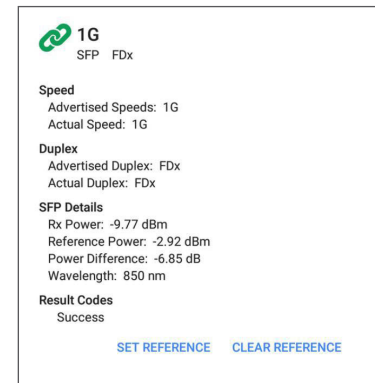 1G
SFP FDx
Speed
Advertised Speeds: 1G
Actual Speed: 1G
Duplex
Advertised Duplex: FDx
Actual Duplex: FDx
SFP Details
Rx Power: -9.77 dBm
Reference Power: -2.92 dBm
Power Difference: -6.85 dB
Wavelength: 850 nm
Result Codes
Success
SET REFERENCE CLEAR REFERENCE